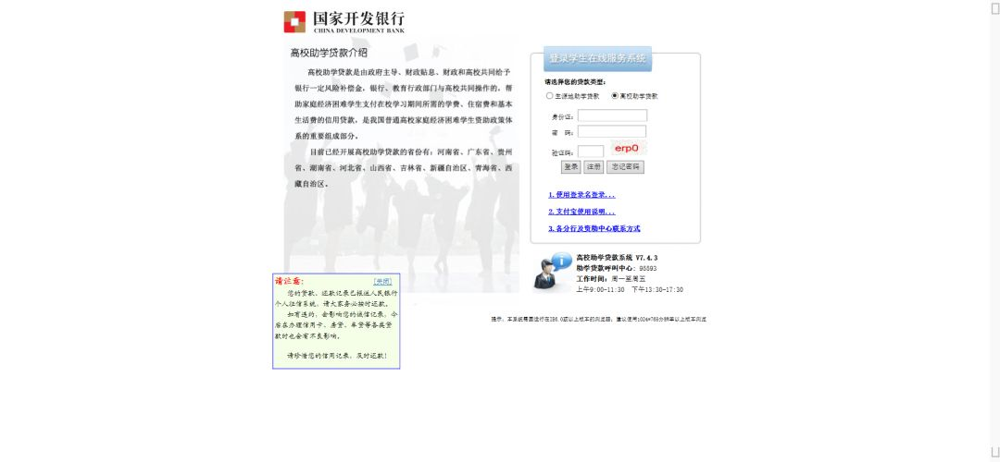 国家开发银行
CHINA DEVELOPMENT BANK
高校助学贷款介绍
高校助学贷款是由政府主导、财政贴息、财政和高校共同给予
银行一定风险补偿金，银行、教育行政部门与高校共同操作的，帮
助家庭经济困难学生支付在校学习期间所需的学费、住宿费和基本
生活费的信用贷款，是我国普通高校家庭经济困难学生资助政策体
系的重要组成部分。
目前已经开展高校助学贷款的省份有：河南省、广东省、贵州
省、湖南省、河北省、山西省、吉林省、新疆自治区、青海省、西
藏自治区。
登录学生在线服务系统
请选择您的贷款类型：
生源地助学贷款 高校助学贷款
身份证：
密 码：
验证码： erp0
登录 注册 忘记密码
1.使用登录名登录...
2.支付宝使用说明...
3.各分行及资助中心联系方式
高校助学贷款系统 V7.4.3
助学贷款呼叫中心：95593
工作时间：周一至周五
上午9:00-11:30 下午13:30-17:30
请注意： [关闭]
您的贷款、还款记录已报送人民银行
个人征信系统，请大家务必按时还款。
如有违约，会影响您的诚信记录，今
后在办理信用卡、房贷、车贷等各类贷
款时也会有不良影响。
请珍惜您的信用记录，及时还款！
提示：本系统是面运行在IE6.0或以上版本的浏览器，建议使用1024*768分辨率以上版本浏览